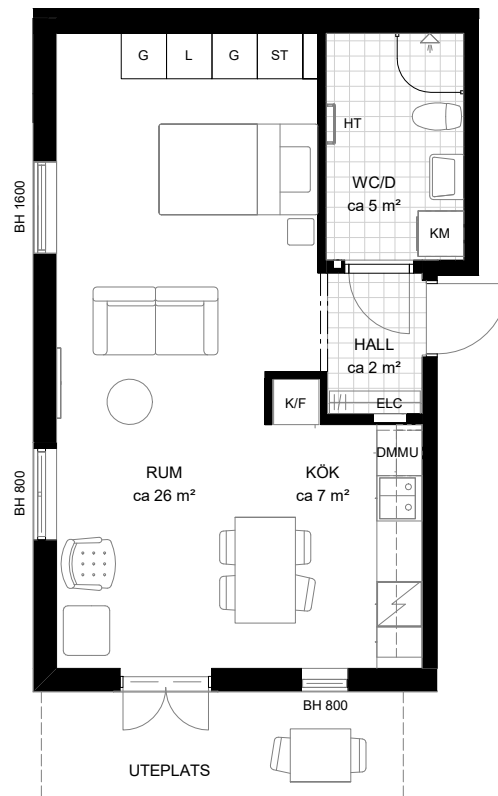 G
L
G
ST
HT
WC/D
ca 5 m²
KM
BH 1600
HALL
ca 2 m²
ELC
K/F
DMMU
RUM
ca 26 m²
KÖK
ca 7 m²
BH 800
BH 800
UTEPLATS